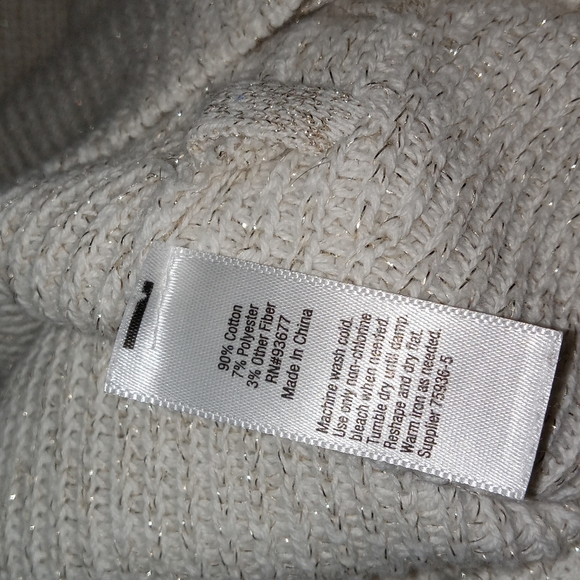 90% Cotton
7% Polyester
3% Other Fiber
RN#93677
Made In China
Machine wash cold.
Use only non-chlorine
bleach when needed.
Tumble dry until damp.
Reshape and dry flat.
Warm iron as needed.
Supplier 75936-5